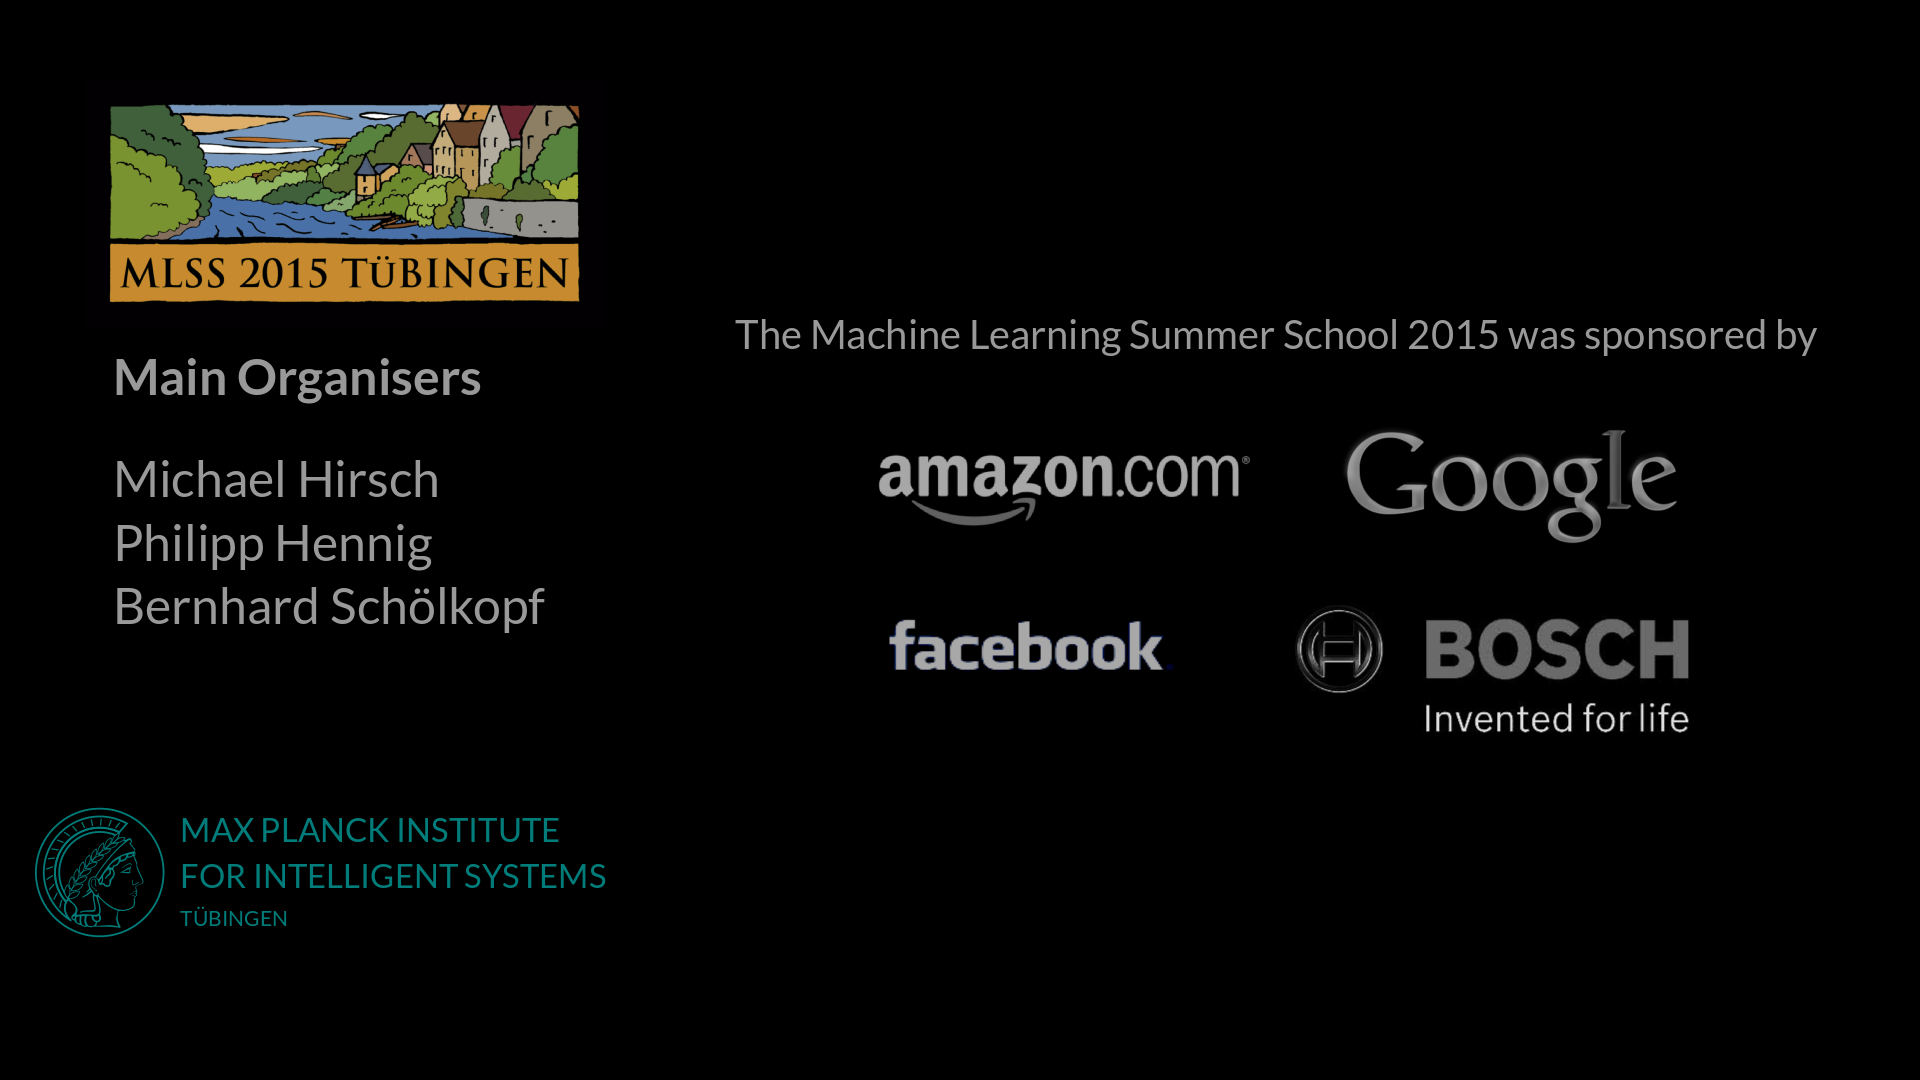 MLSS 2015 TÜBINGEN
Main Organisers
Michael Hirsch
Philipp Hennig
Bernhard Schölkopf
MAX PLANCK INSTITUTE
FOR INTELLIGENT SYSTEMS
TÜBINGEN
The Machine Learning Summer School 2015 was sponsored by
amazon.com®
Google
facebook
BOSCH
Invented for life